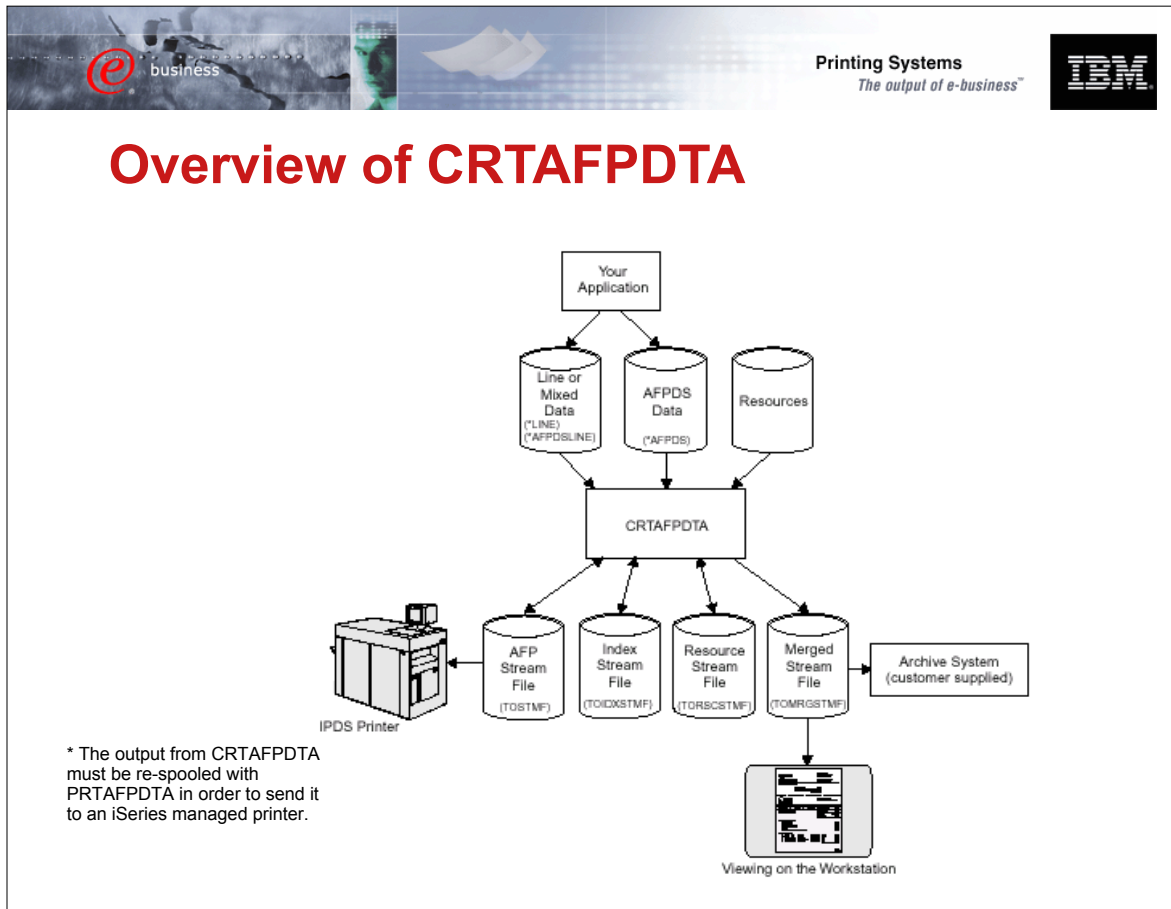 e business
Printing Systems
The output of e-business™
IBM.
Overview of CRTAFPDTA
Your
Application
Line or
Mixed
Data
(*LINE)
(*AFPDSLINE)
AFPDS
Data
(*AFPDS)
Resources
CRTAFPDTA
AFP
Stream
File
(TOSTMF)
Index
Stream
File
(TOIDXSTMF)
Resource
Stream
File
(TORSCSTMF)
Merged
Stream
File
(TOMRGSTMF)
Archive System
(customer supplied)
IPDS Printer
* The output from CRTAFPDTA
must be re-spooled with
PRTAFPDTA in order to send it
to an iSeries managed printer.
Viewing on the Workstation